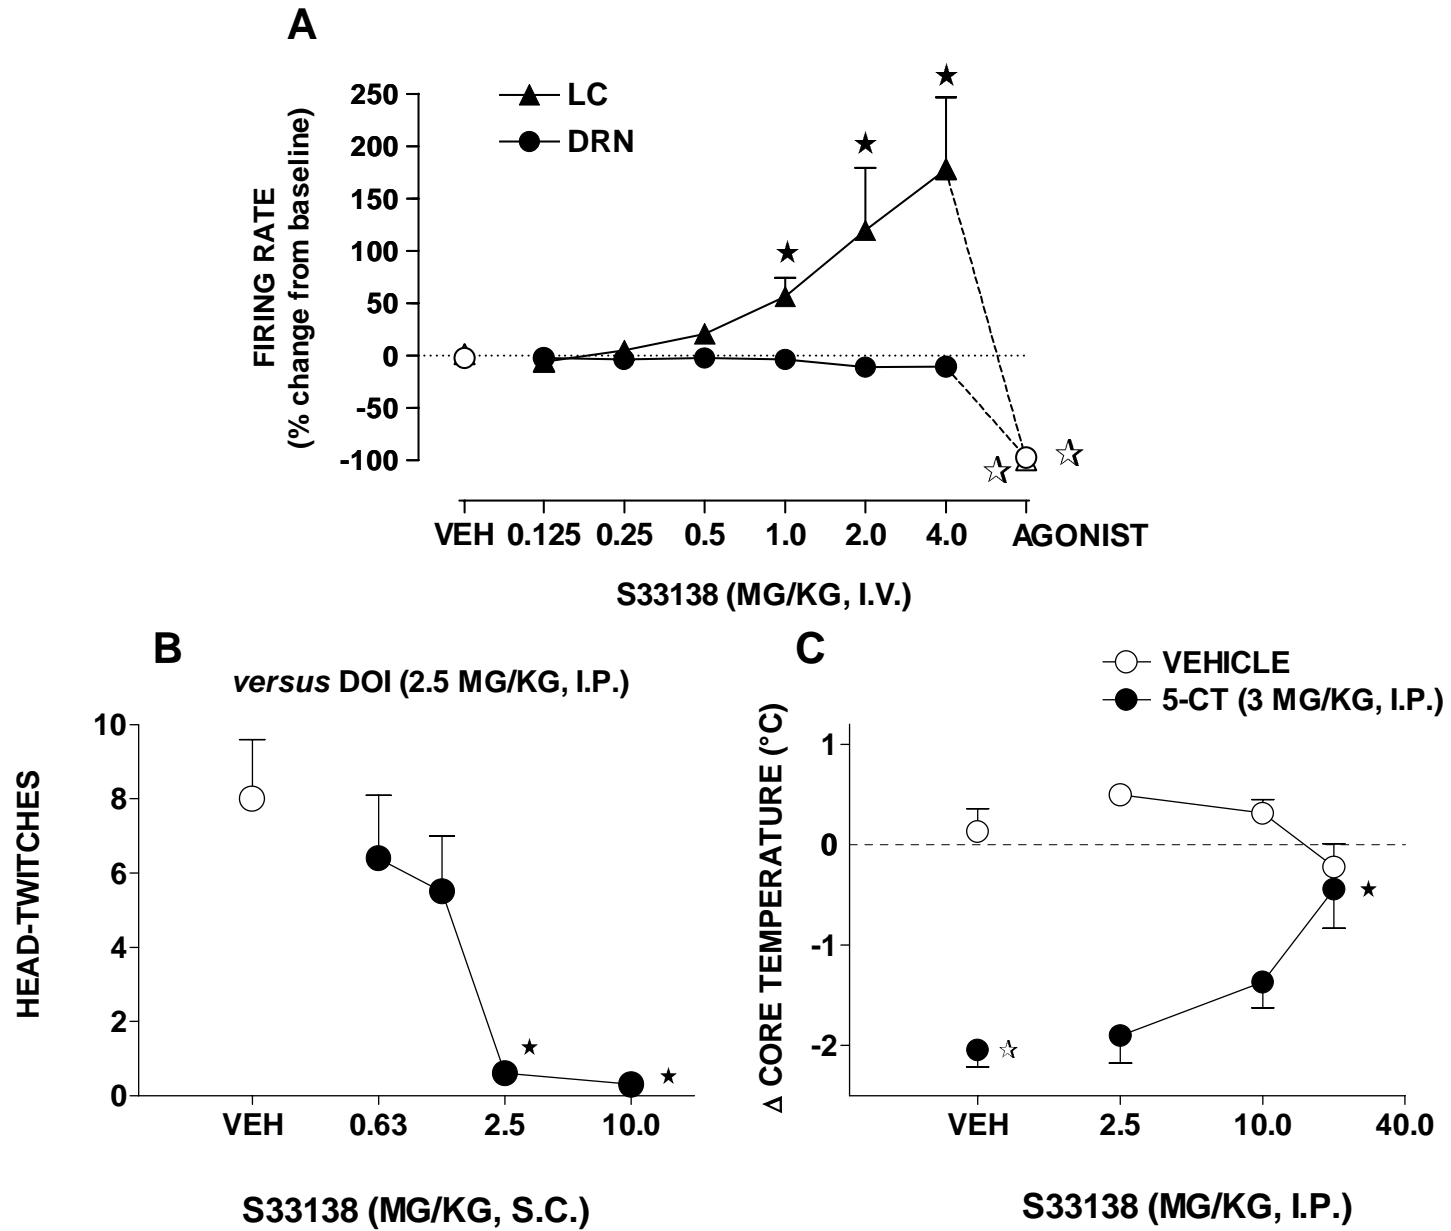 A
LC
DRN
FIRING RATE
(% change from baseline)
250
200
150
100
50
0
-50
-100
VEH 0.125 0.25 0.5 1.0 2.0 4.0 AGONIST
S33138 (MG/KG, I.V.)
B
versus DOI (2.5 MG/KG, I.P.)
HEAD-TWITCHES
10
8
6
4
2
0
VEH 0.63 2.5 10.0
S33138 (MG/KG, S.C.)
C
VEHICLE
5-CT (3 MG/KG, I.P.)
Δ CORE TEMPERATURE (°C)
1
0
-1
-2
VEH 2.5 10.0 40.0
S33138 (MG/KG, I.P.)